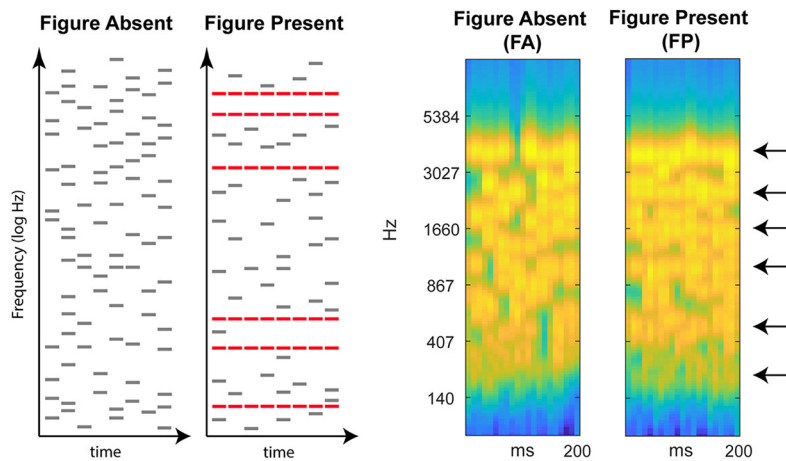 Figure Absent
Figure Present
Frequency (log Hz)
time
time
Figure Absent
(FA)
Figure Present
(FP)
Hz
5384
3027
1660
867
407
140
ms
200
ms
200